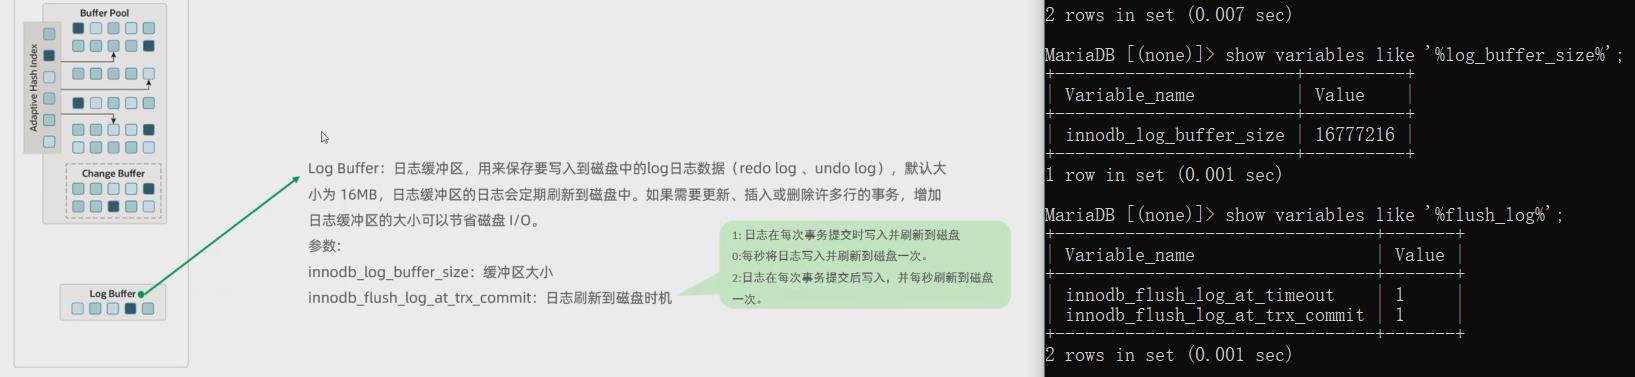 Buffer Pool
Adaptive Hash Index
Change Buffer
Log Buffer
Log Buffer：日志缓冲区，用来保存要写入到磁盘中的log日志数据（redo log 、undo log），默认大
小为 16MB，日志缓冲区的日志会定期刷新到磁盘中。如果需要更新、插入或删除许多行的事务，增加
日志缓冲区的大小可以节省磁盘 I/O。
参数：
innodb_log_buffer_size：缓冲区大小
innodb_flush_log_at_trx_commit：日志刷新到磁盘时机
1: 日志在每次事务提交时写入并刷新到磁盘
0:每秒将日志写入并刷新到磁盘一次。
2:日志在每次事务提交后写入，并每秒刷新到磁盘
一次。
2 rows in set (0.007 sec)
MariaDB [(none)]> show variables like '%log_buffer_size%';
+------------------------+----------+
| Variable_name          | Value    |
+------------------------+----------+
| innodb_log_buffer_size | 16777216 |
+------------------------+----------+
1 row in set (0.001 sec)
MariaDB [(none)]> show variables like '%flush_log%';
+--------------------------------+-------+
| Variable_name                  | Value |
+--------------------------------+-------+
| innodb_flush_log_at_timeout    | 1     |
| innodb_flush_log_at_trx_commit | 1     |
+--------------------------------+-------+
2 rows in set (0.001 sec)